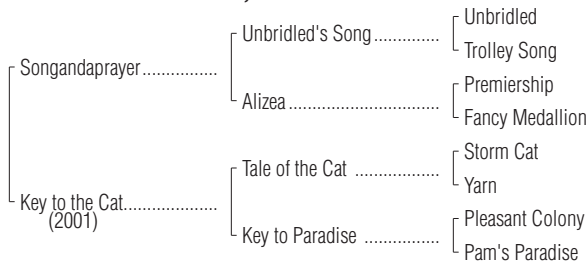 Unbridled
Unbridled's Song..............
Trolley Song
Songandaprayer................
Premiership
Alizea................................
Fancy Medallion
Storm Cat
Tale of the Cat ..................
Yarn
Key to the Cat....................
(2001)
Pleasant Colony
Key to Paradise ................
Pam's Paradise